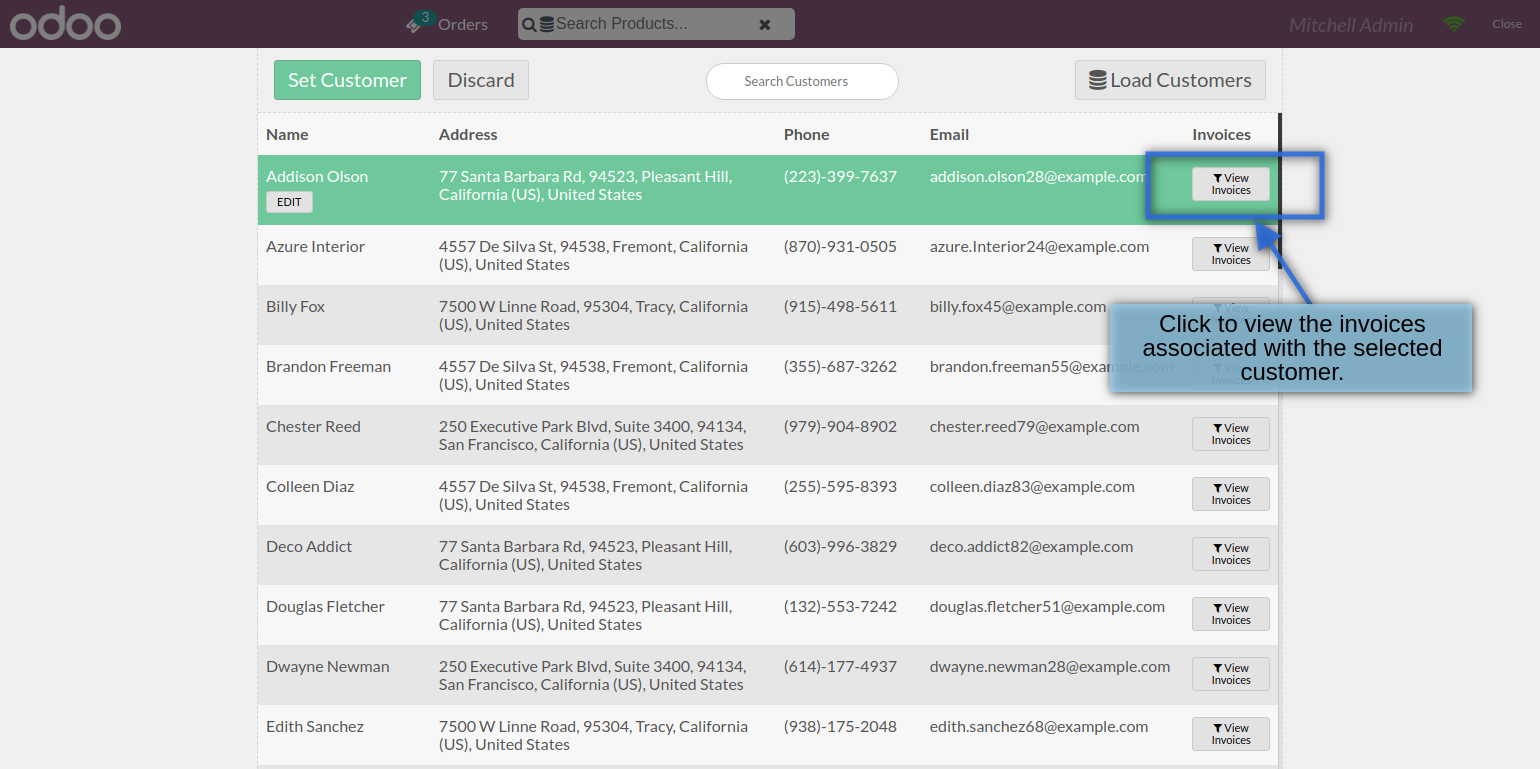 odoo
3
Orders
Search Products...
Mitchell Admin
Close
Set Customer
Discard
Search Customers
Load Customers
Name Address Phone Email Invoices
Addison Olson 77 Santa Barbara Rd, 94523, Pleasant Hill, (223)-399-7637 addison.olson28@example.com View
California (US), United States Invoices
EDIT
Azure Interior 4557 De Silva St, 94538, Fremont, California (870)-931-0505 azure.Interior24@example.com View
(US), United States Invoices
Billy Fox 7500 W Linne Road, 95304, Tracy, California (915)-498-5611 billy.fox45@example.com View
(US), United States
Click to view the invoices
associated with the selected
customer.
Brandon Freeman 4557 De Silva St, 94538, Fremont, California (355)-687-3262 brandon.freeman55@example.com View
(US), United States Invoices
Chester Reed 250 Executive Park Blvd, Suite 3400, 94134, (979)-904-8902 chester.reed79@example.com View
San Francisco, California (US), United States Invoices
Colleen Diaz 4557 De Silva St, 94538, Fremont, California (255)-595-8393 colleen.diaz83@example.com View
(US), United States Invoices
Deco Addict 77 Santa Barbara Rd, 94523, Pleasant Hill, (603)-996-3829 deco.addict82@example.com View
California (US), United States Invoices
Douglas Fletcher 77 Santa Barbara Rd, 94523, Pleasant Hill, (132)-553-7242 douglas.fletcher51@example.com View
California (US), United States Invoices
Dwayne Newman 250 Executive Park Blvd, Suite 3400, 94134, (614)-177-4937 dwayne.newman28@example.com View
San Francisco, California (US), United States Invoices
Edith Sanchez 7500 W Linne Road, 95304, Tracy, California (938)-175-2048 edith.sanchez68@example.com View
(US), United States Invoices